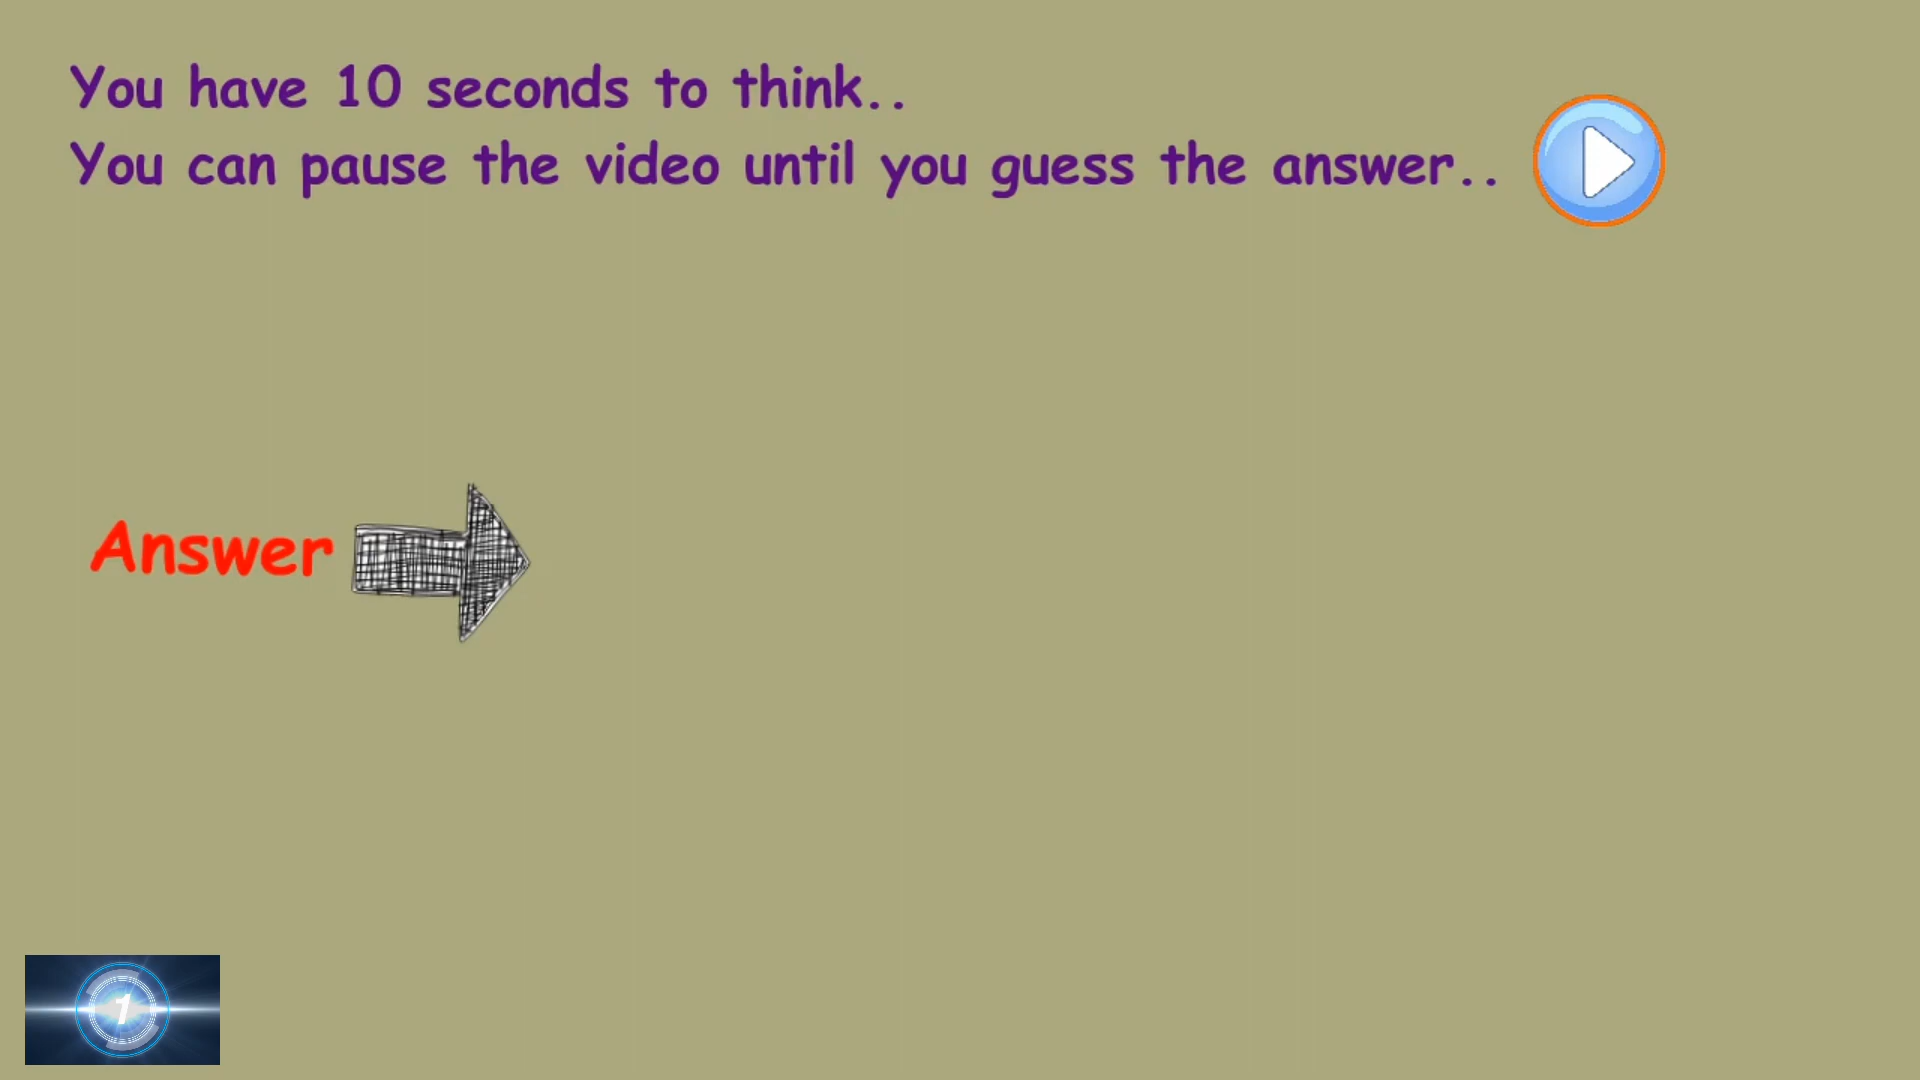 You have 10 seconds to think..
You can pause the video until you guess the answer..
Answer
1